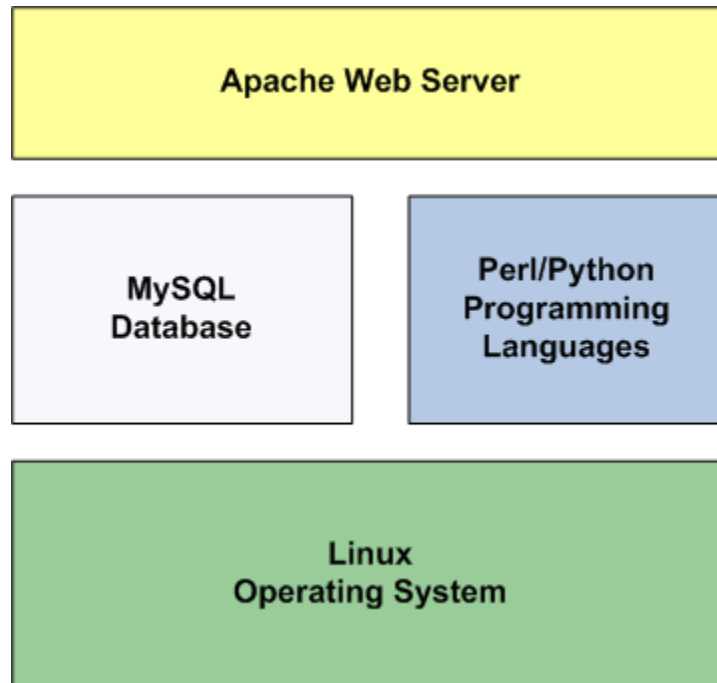 Apache Web Server
MySQL
Database
Perl/Python
Programming
Languages
Linux
Operating System